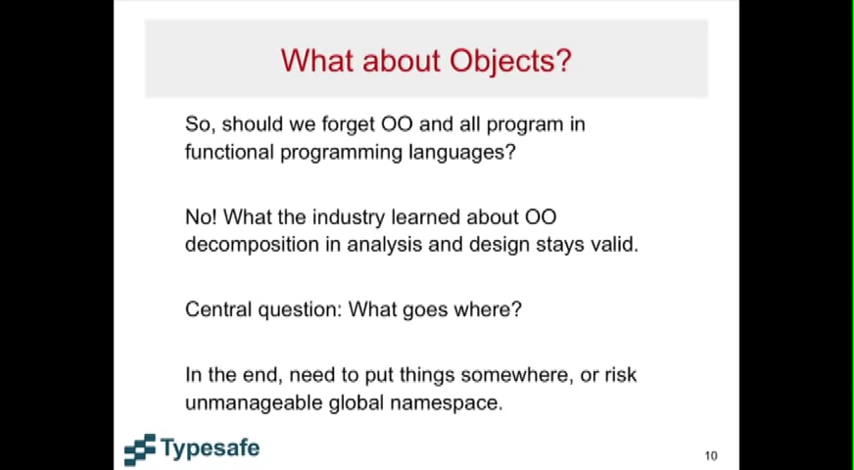 What about Objects?
So, should we forget OO and all program in
functional programming languages?
No! What the industry learned about OO
decomposition in analysis and design stays valid.
Central question: What goes where?
In the end, need to put things somewhere, or risk
unmanageable global namespace.
Typesafe
10